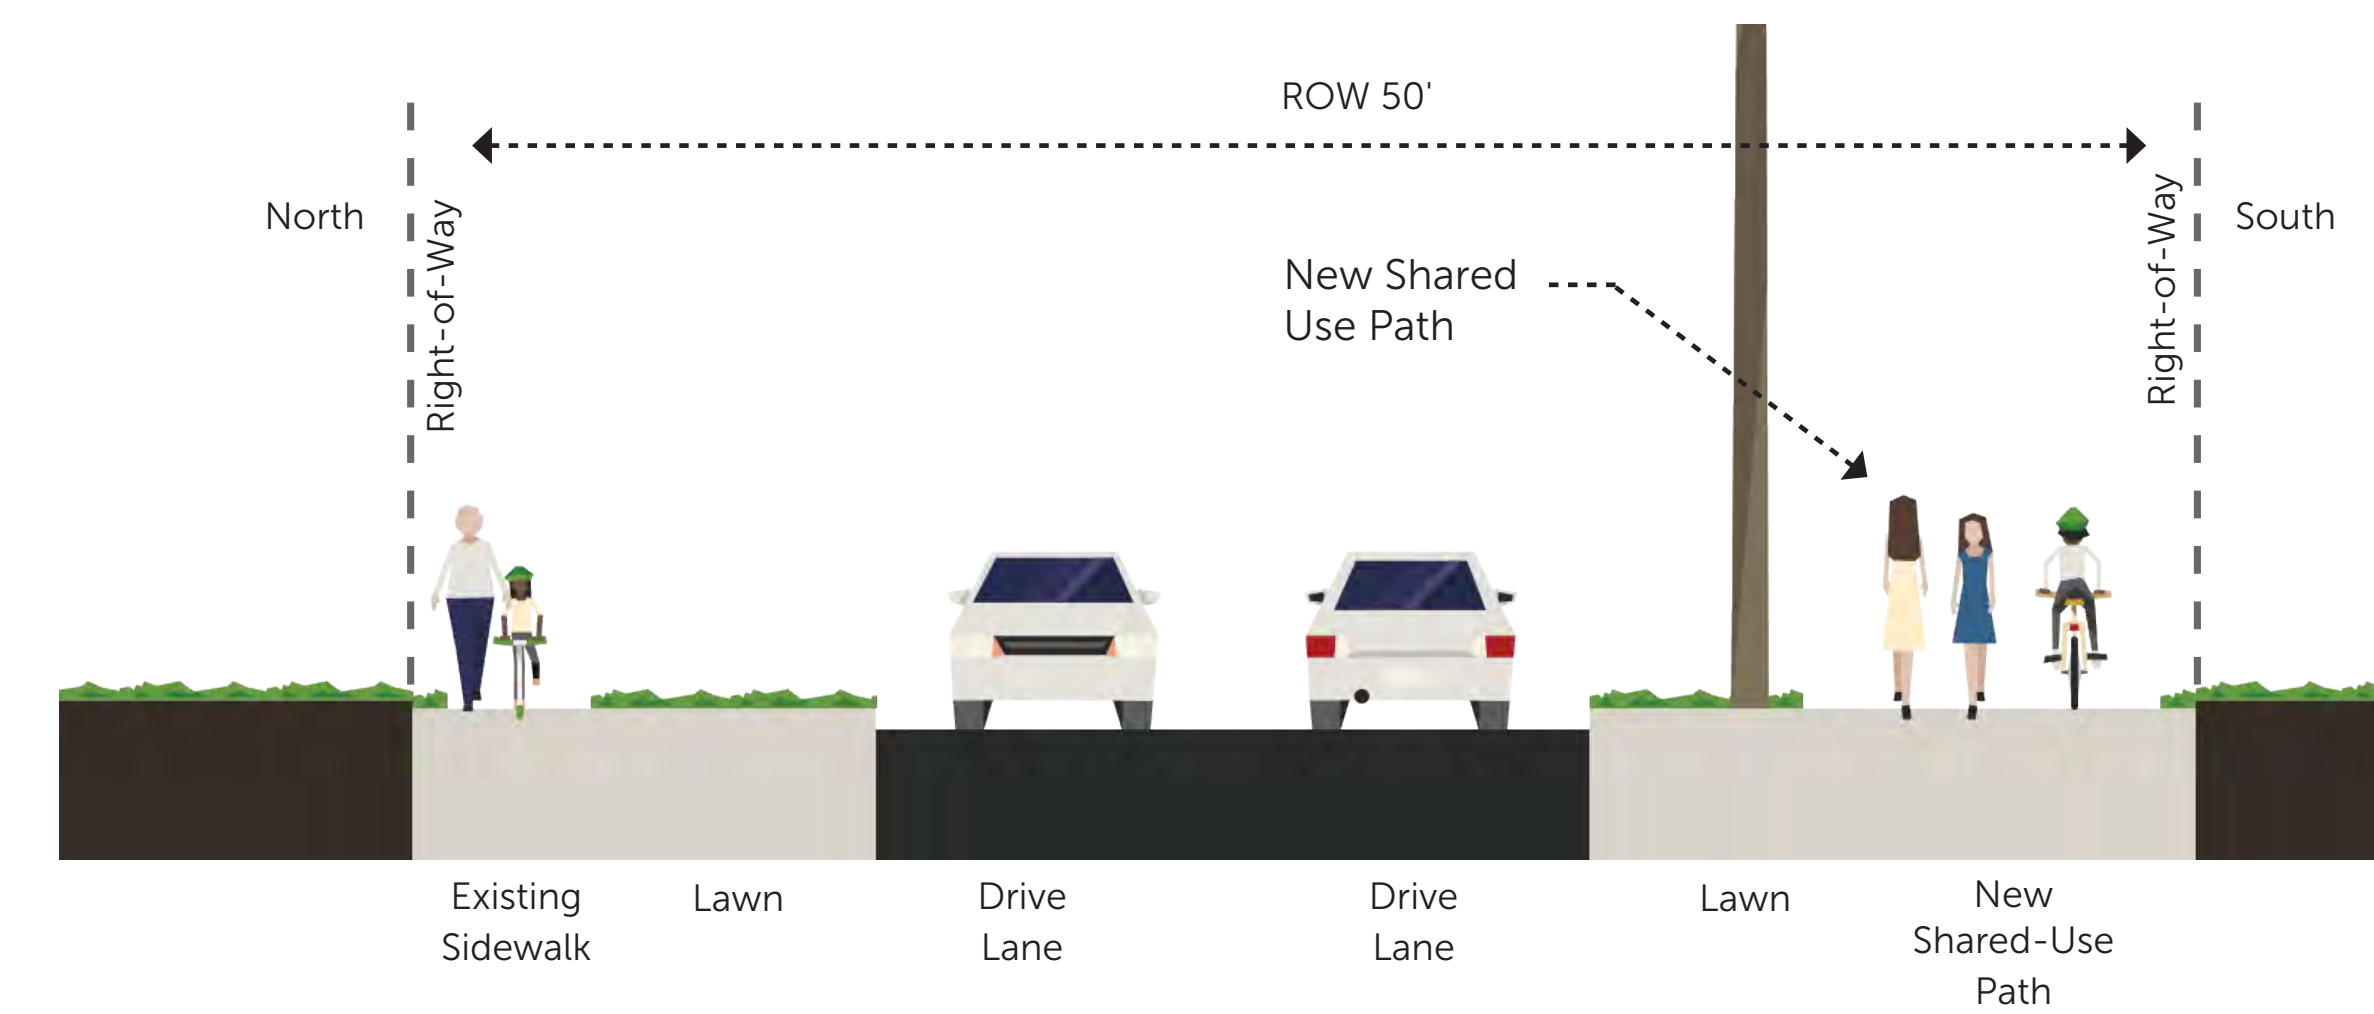 ROW 50'
North
Right-of-Way
Right-of-Way
South
New Shared
Use Path
Existing
Sidewalk
Lawn
Drive
Lane
Drive
Lane
Lawn
New
Shared-Use
Path